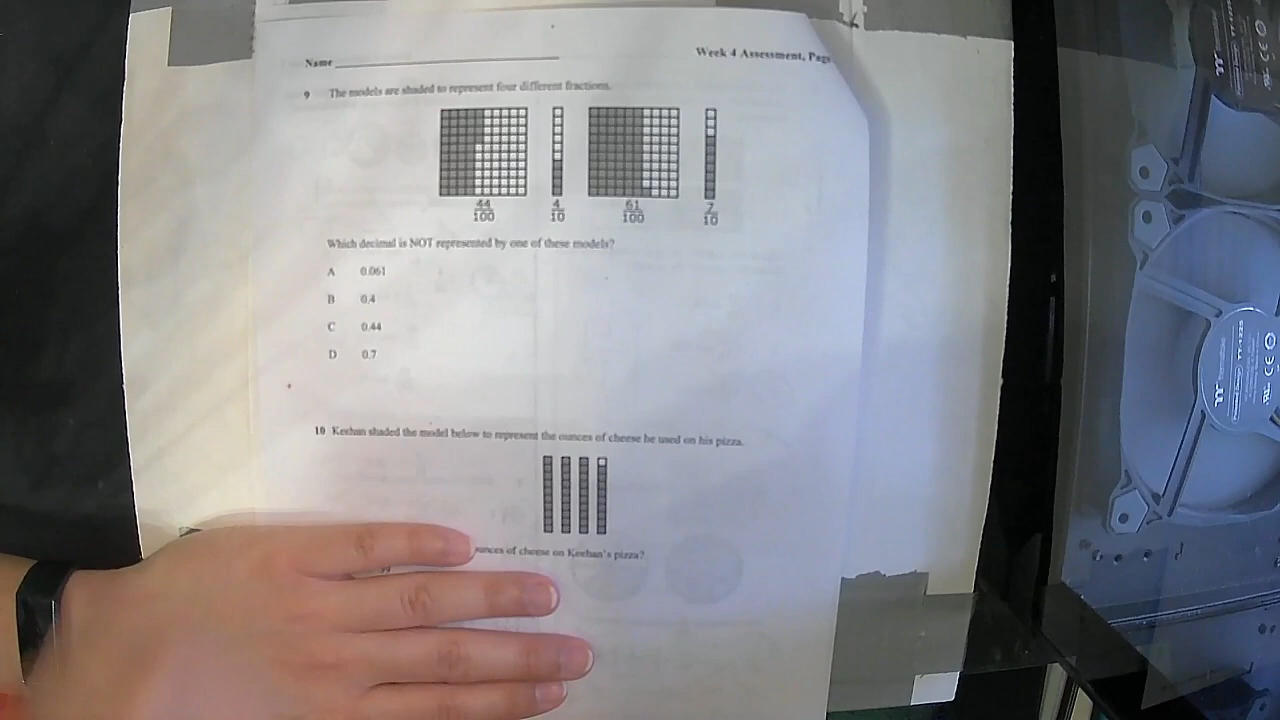 Name
Week 4 Assessment, Page
9 The models are shaded to represent four different fractions.
44/100 4/10 61/100 7/10
Which decimal is NOT represented by one of these models?
A 0.061
B 0.4
C 0.44
D 0.7
10 Keehan shaded the model below to represent the ounces of cheese he used on his pizza.
ounces of cheese on Keehan's pizza?